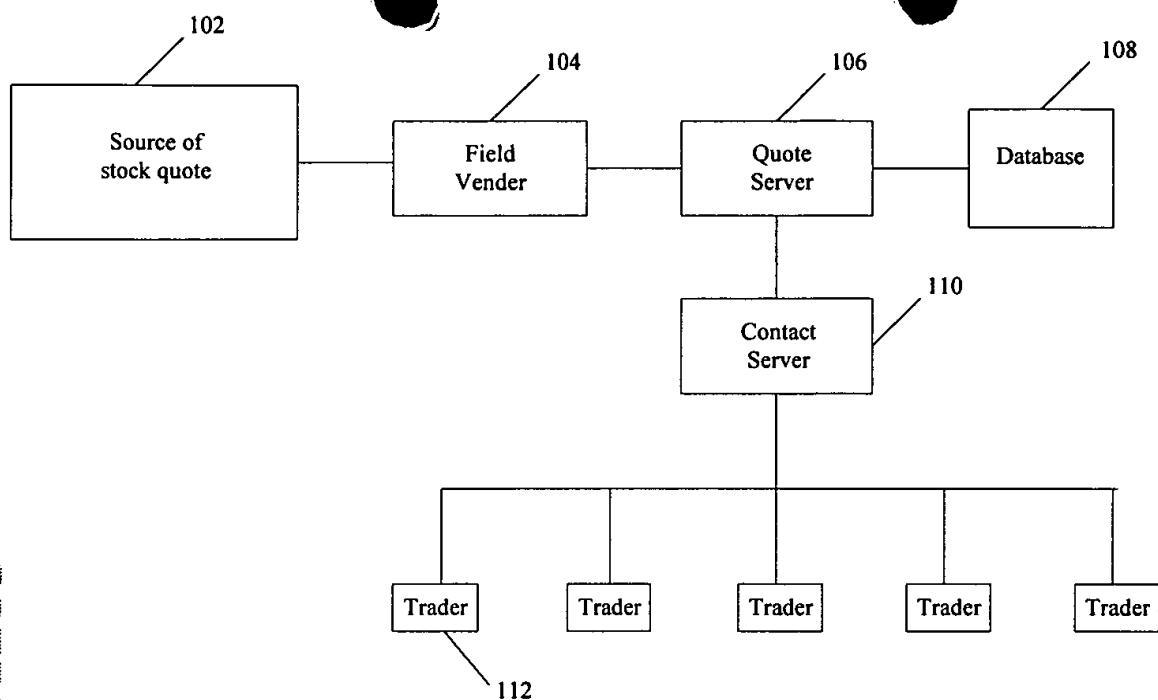 102
104
106
108
Source of
stock quote
Field
Vender
Quote
Server
Database
110
Contact
Server
Trader
Trader
Trader
Trader
Trader
112